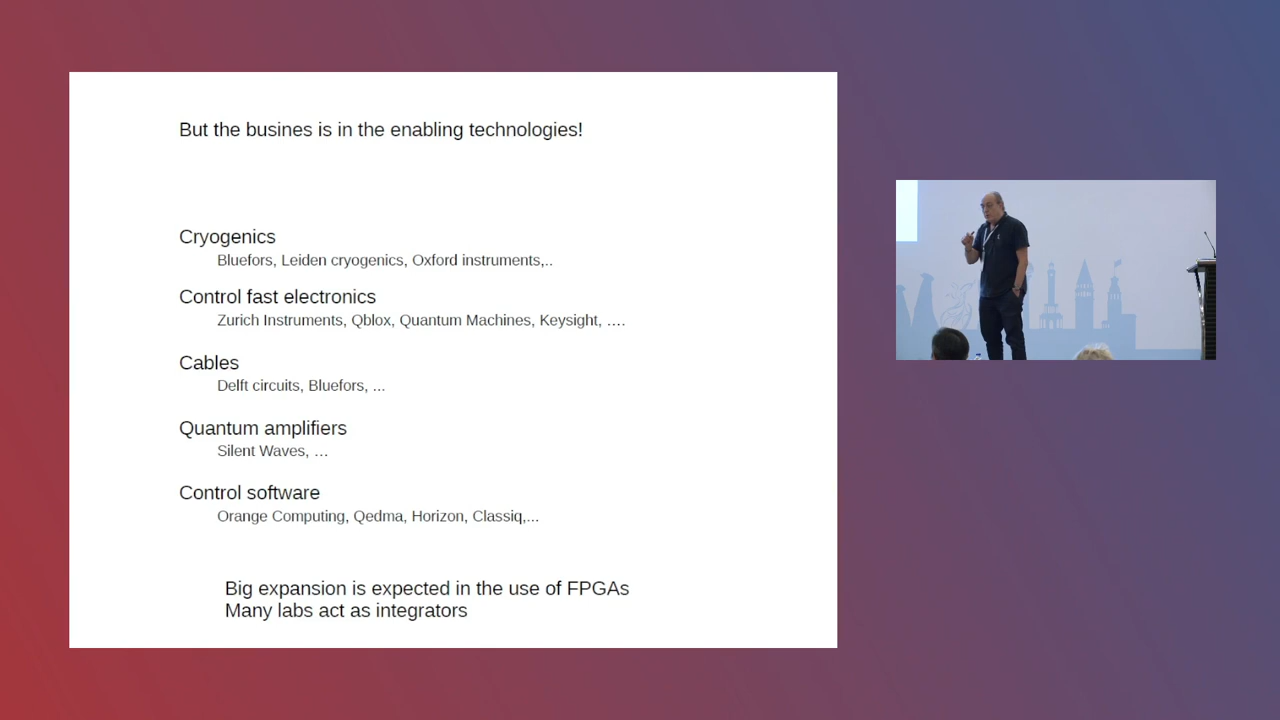 But the busines is in the enabling technologies!
Cryogenics
Bluefors, Leiden cryogenics, Oxford instruments,..
Control fast electronics
Zurich Instruments, Qblox, Quantum Machines, Keysight, ....
Cables
Delft circuits, Bluefors, ...
Quantum amplifiers
Silent Waves, …
Control software
Orange Computing, Qedma, Horizon, Classiq,...
Big expansion is expected in the use of FPGAs
Many labs act as integrators